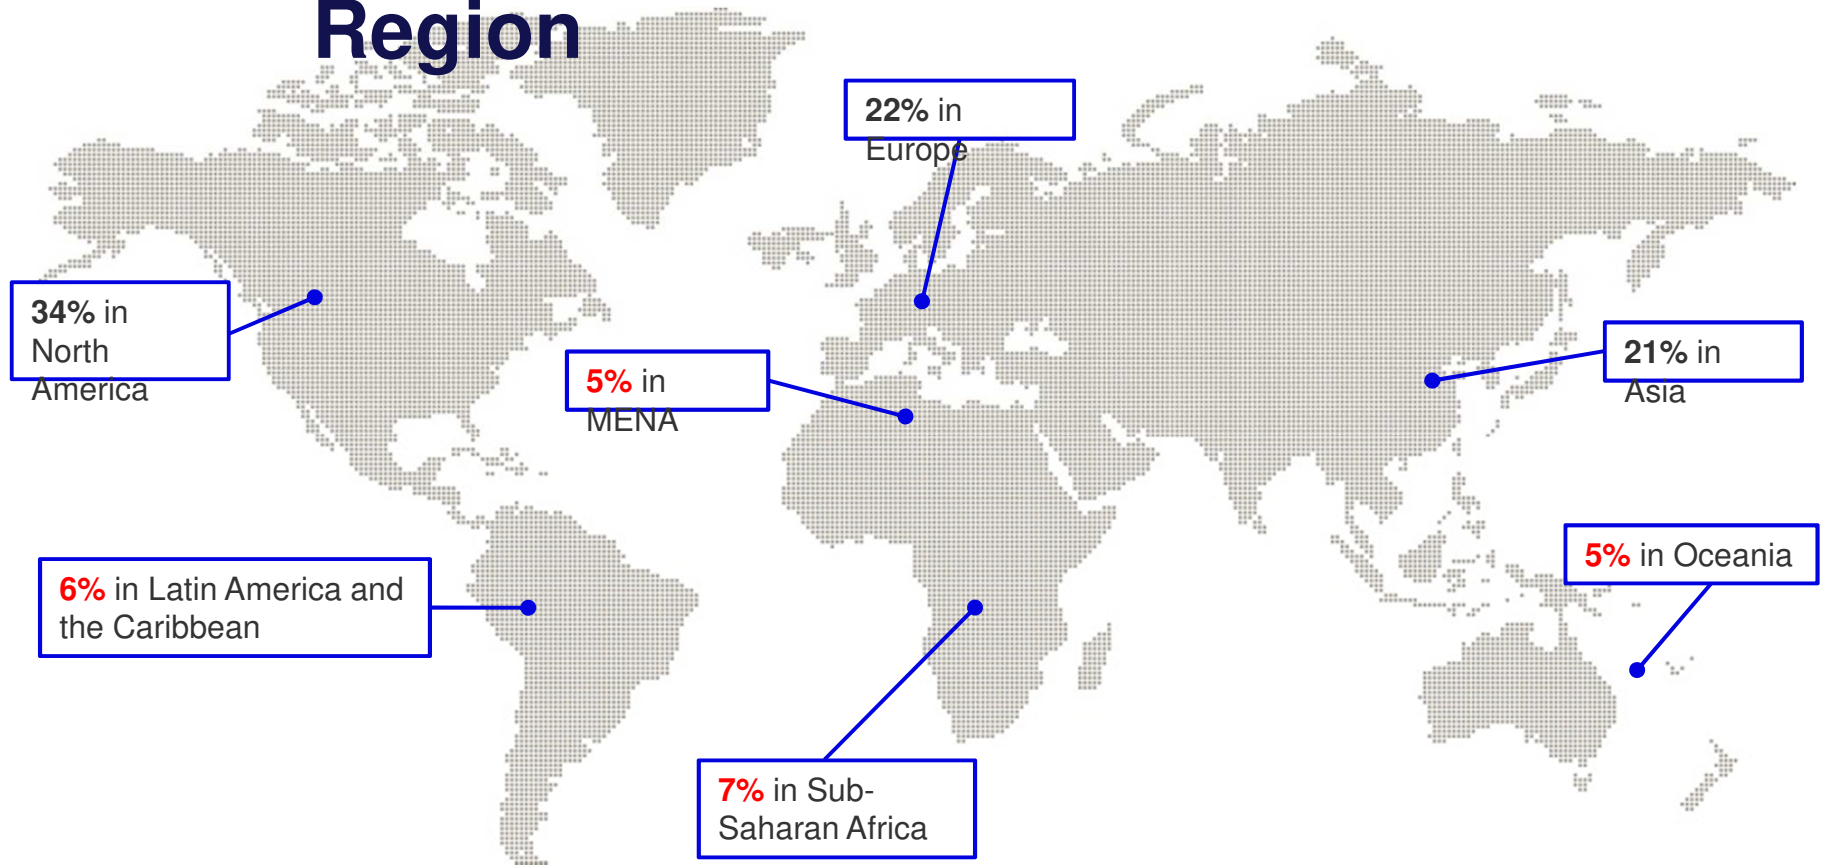 Region
22% in
Europe
34% in
North
America
5% in
MENA
21% in
Asia
6% in Latin America and
the Caribbean
5% in Oceania
7% in Sub-
Saharan Africa